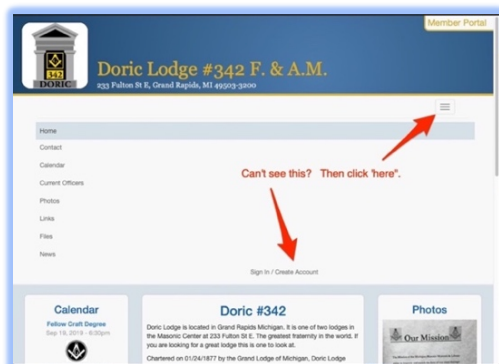 Member Portal
342
DORIC
Doric Lodge #342 F. & A.M.
233 Fulton St E, Grand Rapids, MI 49503-3200
Home
Contact
Calendar
Current Officers
Photos
Links
Files
News
Can't see this? Then click 'here".
Sign In / Create Account
Calendar
Fellow Craft Degree
Sep 19, 2019 - 6:30pm
Doric #342
Doric Lodge is located in Grand Rapids Michigan. It is one of two lodges in
the Masonic Center at 233 Fulton St E. The greatest fraternity in the world. If
you are looking for a great lodge this is one to look at.
Chartered on 01/24/1877 by the Grand Lodge of Michigan, Doric Lodge
Photos
Our Mission